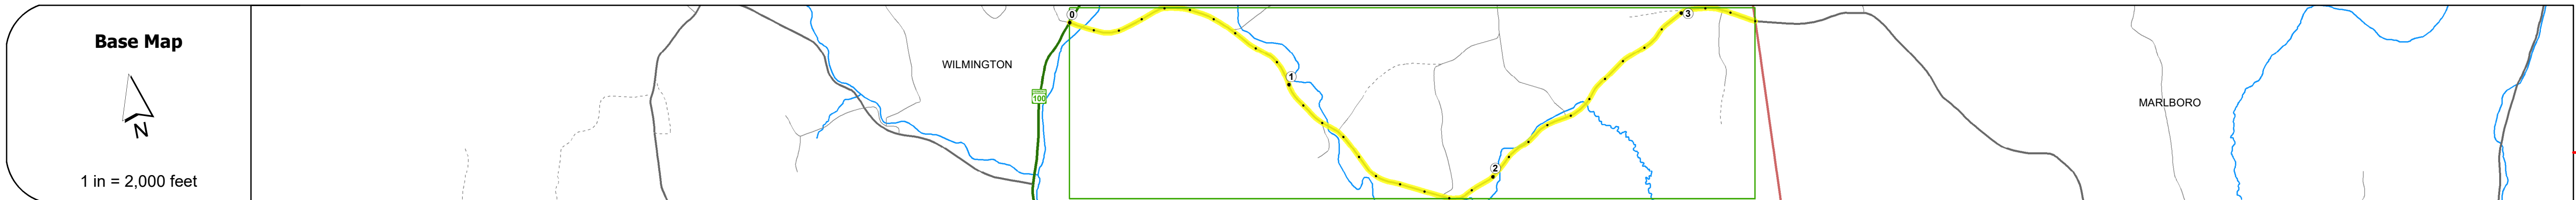 Base Map
N
1 in = 2,000 feet
WILMINGTON
100
0
1
2
3
MARLBORO